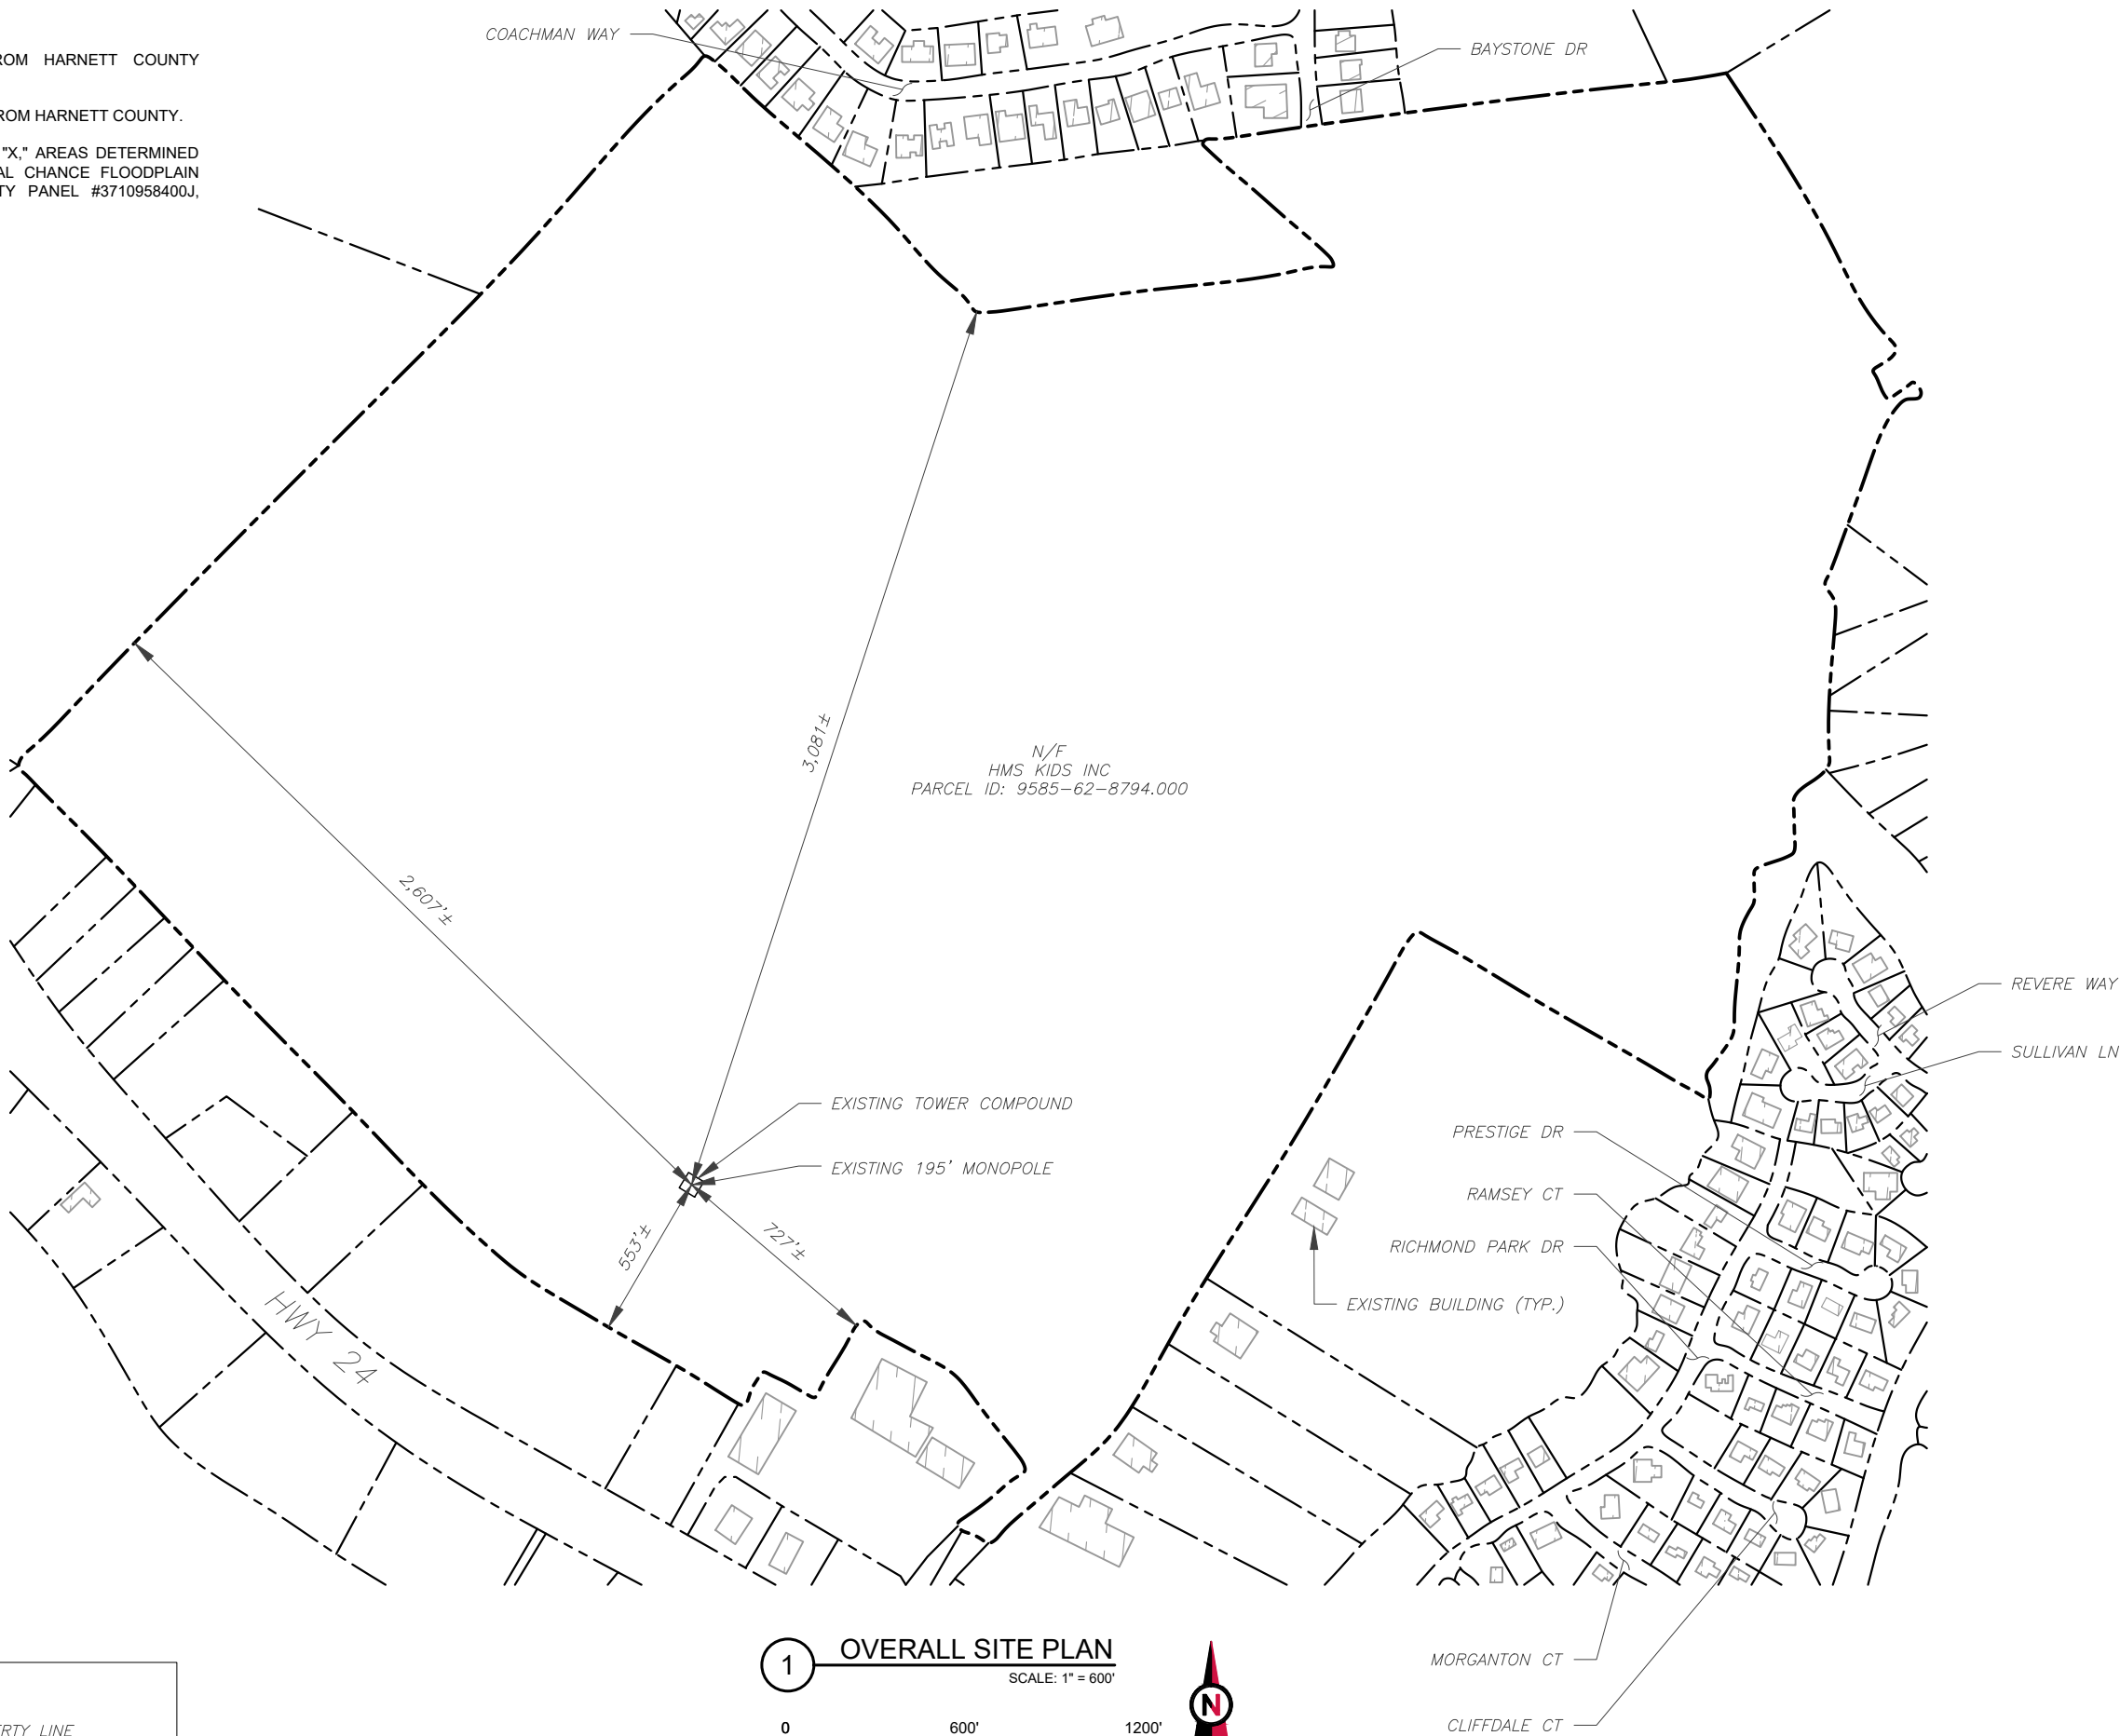 ROM HARNETT COUNTY
ROM HARNETT COUNTY.
"X," AREAS DETERMINED
AL CHANCE FLOODPLAIN
TY PANEL #3710958400J,
COACHMAN WAY
BAYSTONE DR
3,081±
N/F
HMS KIDS INC
PARCEL ID: 9585-62-8794.000
2,607'±
REVERE WAY
SULLIVAN LN
EXISTING TOWER COMPOUND
PRESTIGE DR
EXISTING 195' MONOPOLE
RAMSEY CT
553'±
727'±
RICHMOND PARK DR
EXISTING BUILDING (TYP.)
HWY 24
1
OVERALL SITE PLAN
SCALE: 1" = 600'
MORGANTON CT
N
CLIFFDALE CT
0 600' 1200'
ERTY LINE